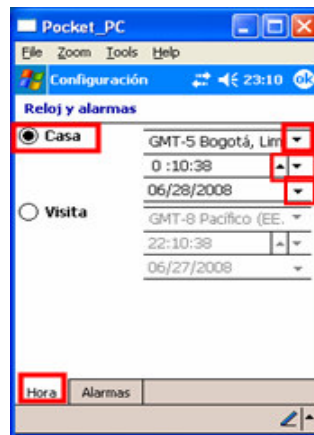 Pocket_PC
File Zoom Tools Help
Configuración 23:10 ok
Reloj y alarmas
Casa
GMT-5 Bogotá, Lim
0 :10:38
06/28/2008
Visita
GMT-8 Pacífico (EE.
22:10:38
06/27/2008
Hora Alarmas